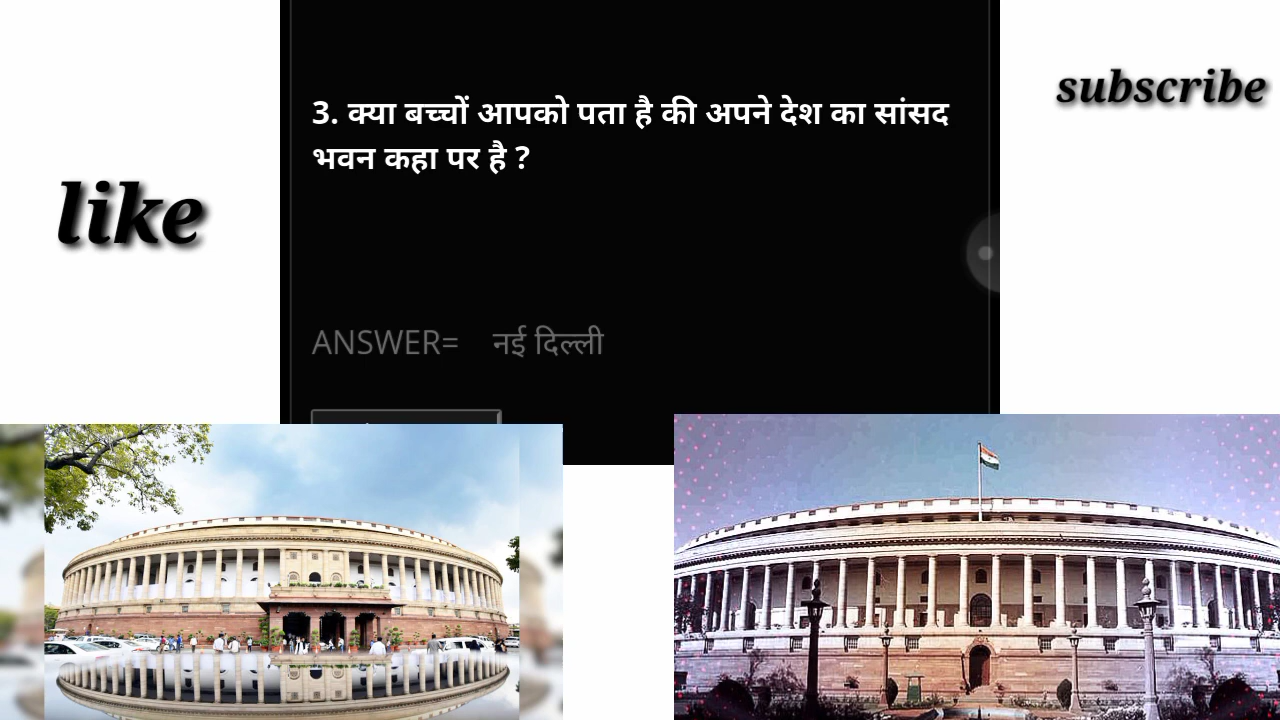 subscribe
3. क्या बच्चों आपको पता है की अपने देश का सांसद
भवन कहा पर है ?
like
ANSWER= नई दिल्ली